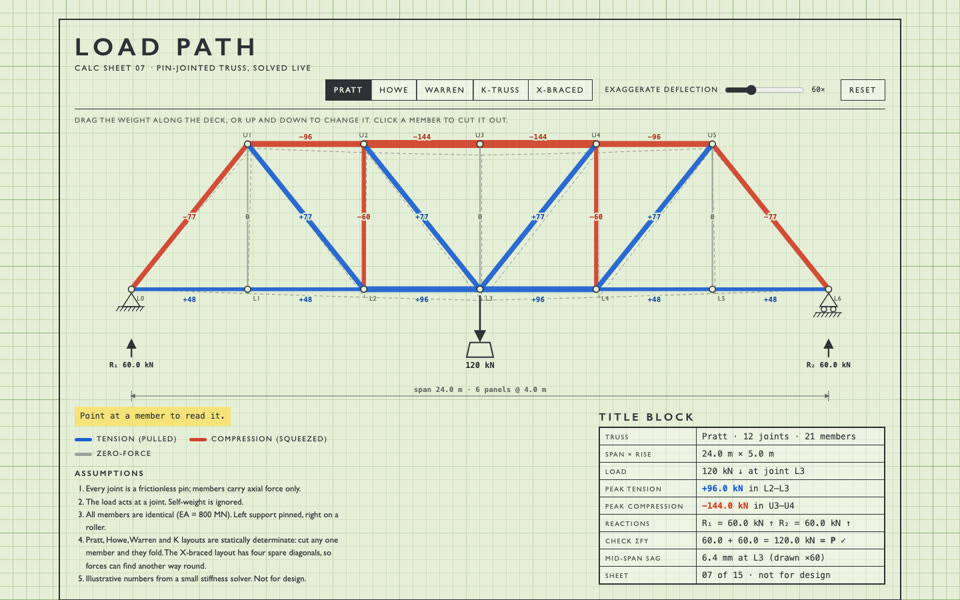 LOAD PATH
CALC SHEET 07 · PIN-JOINTED TRUSS, SOLVED LIVE
PRATT HOWE WARREN K-TRUSS X-BRACED EXAGGERATE DEFLECTION 60× RESET
DRAG THE WEIGHT ALONG THE DECK, OR UP AND DOWN TO CHANGE IT. CLICK A MEMBER TO CUT IT OUT.
U1 U2 U3 U4 U5
−96 −144 −144 −96
−77 0 +77 −60 +77 0 +77 −60 +77 0 −77
L0 L1 L2 L3 L4 L5 L6
+48 +48 +96 +96 +48 +48
R₁ 60.0 kN 120 kN R₂ 60.0 kN
span 24.0 m · 6 panels @ 4.0 m
Point at a member to read it.
TENSION (PULLED) COMPRESSION (SQUEEZED)
ZERO-FORCE
ASSUMPTIONS
1. Every joint is a frictionless pin; members carry axial force only.
2. The load acts at a joint. Self-weight is ignored.
3. All members are identical (EA = 800 MN). Left support pinned, right on a
roller.
4. Pratt, Howe, Warren and K layouts are statically determinate: cut any one
member and they fold. The X-braced layout has four spare diagonals, so
forces can find another way round.
5. Illustrative numbers from a small stiffness solver. Not for design.
TITLE BLOCK
TRUSS Pratt · 12 joints · 21 members
SPAN × RISE 24.0 m × 5.0 m
LOAD 120 kN ↓ at joint L3
PEAK TENSION +96.0 kN in L2–L3
PEAK COMPRESSION −144.0 kN in U3–U4
REACTIONS R₁ = 60.0 kN ↑ R₂ = 60.0 kN ↑
CHECK ΣFY 60.0 + 60.0 = 120.0 kN = P ✓
MID-SPAN SAG 6.4 mm at L3 (drawn ×60)
SHEET 07 of 15 · not for design